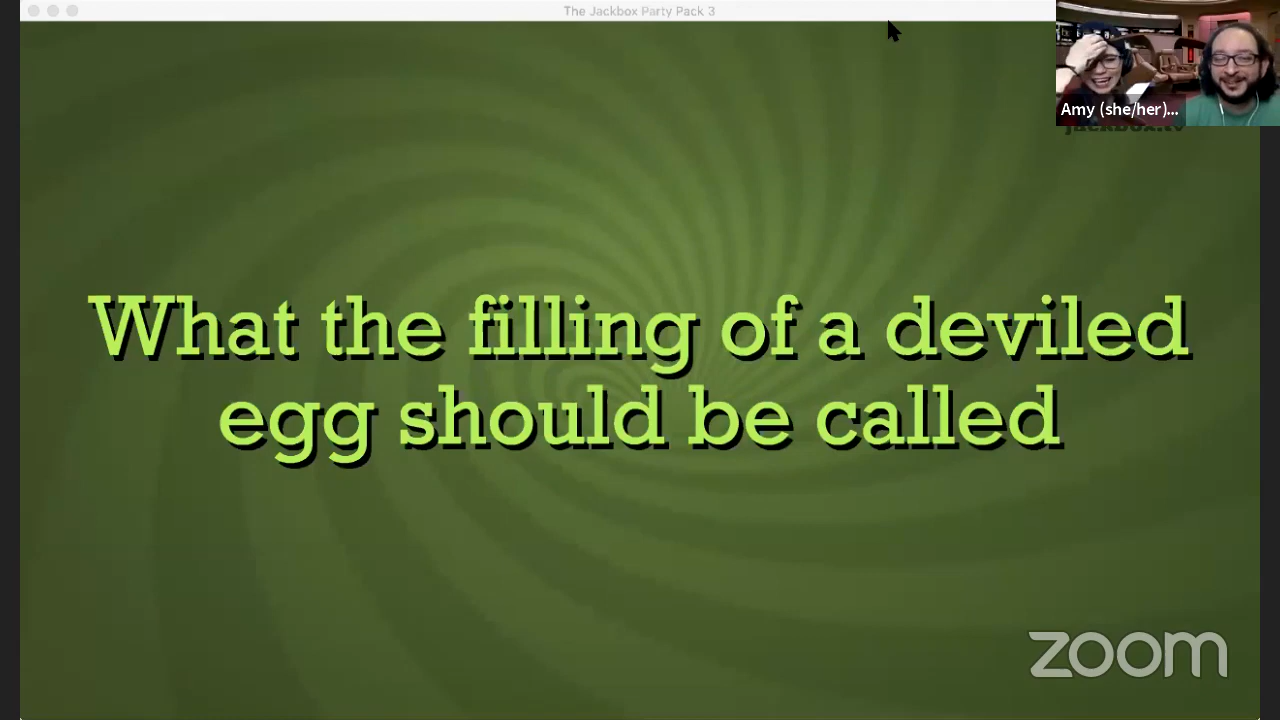 The Jackbox Party Pack 3
Amy (she/her)...
What the filling of a deviled
egg should be called
zoom